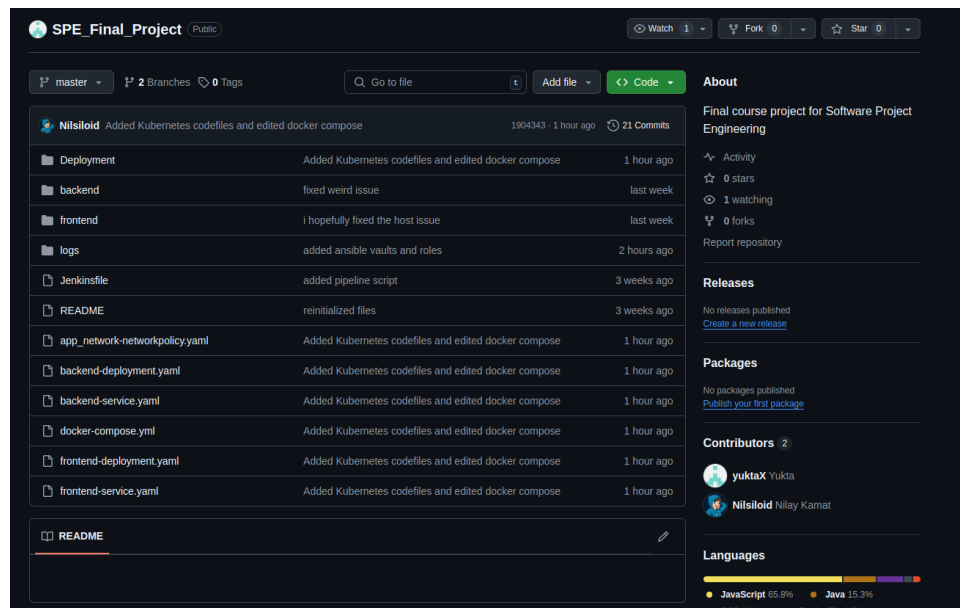 SPE_Final_Project Public Watch 1 Fork 0 Star 0
master 2 Branches 0 Tags Go to file t Add file <> Code
Nilsiloid Added Kubernetes codefiles and edited docker compose 1904343 · 1 hour ago 21 Commits
Deployment Added Kubernetes codefiles and edited docker compose 1 hour ago
backend fixed weird issue last week
frontend i hopefully fixed the host issue last week
logs added ansible vaults and roles 2 hours ago
Jenkinsfile added pipeline script 3 weeks ago
README reinitialized files 3 weeks ago
app_network-networkpolicy.yaml Added Kubernetes codefiles and edited docker compose 1 hour ago
backend-deployment.yaml Added Kubernetes codefiles and edited docker compose 1 hour ago
backend-service.yaml Added Kubernetes codefiles and edited docker compose 1 hour ago
docker-compose.yml Added Kubernetes codefiles and edited docker compose 1 hour ago
frontend-deployment.yaml Added Kubernetes codefiles and edited docker compose 1 hour ago
frontend-service.yaml Added Kubernetes codefiles and edited docker compose 1 hour ago
README
About
Final course project for Software Project
Engineering
Activity
0 stars
1 watching
0 forks
Report repository
Releases
No releases published
Create a new release
Packages
No packages published
Publish your first package
Contributors 2
yuktaX Yukta
Nilsiloid Nilay Kamat
Languages
JavaScript 65.8% Java 15.3%